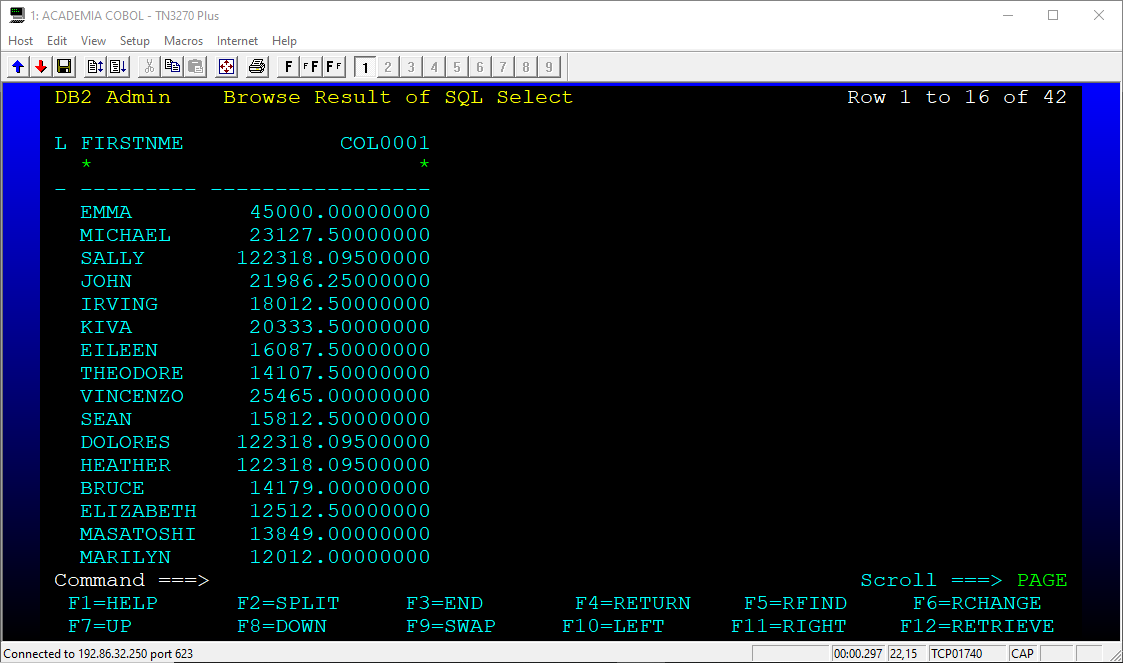 1: ACADEMIA COBOL - TN3270 Plus
Host Edit View Setup Macros Internet Help
F F F F F 1 2 3 4 5 6 7 8 9
DB2 Admin Browse Result of SQL Select Row 1 to 16 of 42
L FIRSTNME COL0001
* *
- --------- -----------------
EMMA 45000.00000000
MICHAEL 23127.50000000
SALLY 122318.09500000
JOHN 21986.25000000
IRVING 18012.50000000
KIVA 20333.50000000
EILEEN 16087.50000000
THEODORE 14107.50000000
VINCENZO 25465.00000000
SEAN 15812.50000000
DOLORES 122318.09500000
HEATHER 122318.09500000
BRUCE 14179.00000000
ELIZABETH 12512.50000000
MASATOSHI 13849.00000000
MARILYN 12012.00000000
Command ===> Scroll ===> PAGE
F1=HELP F2=SPLIT F3=END F4=RETURN F5=RFIND F6=RCHANGE
F7=UP F8=DOWN F9=SWAP F10=LEFT F11=RIGHT F12=RETRIEVE
Connected to 192.86.32.250 port 623 00:00.297 22,15 TCP01740 CAP